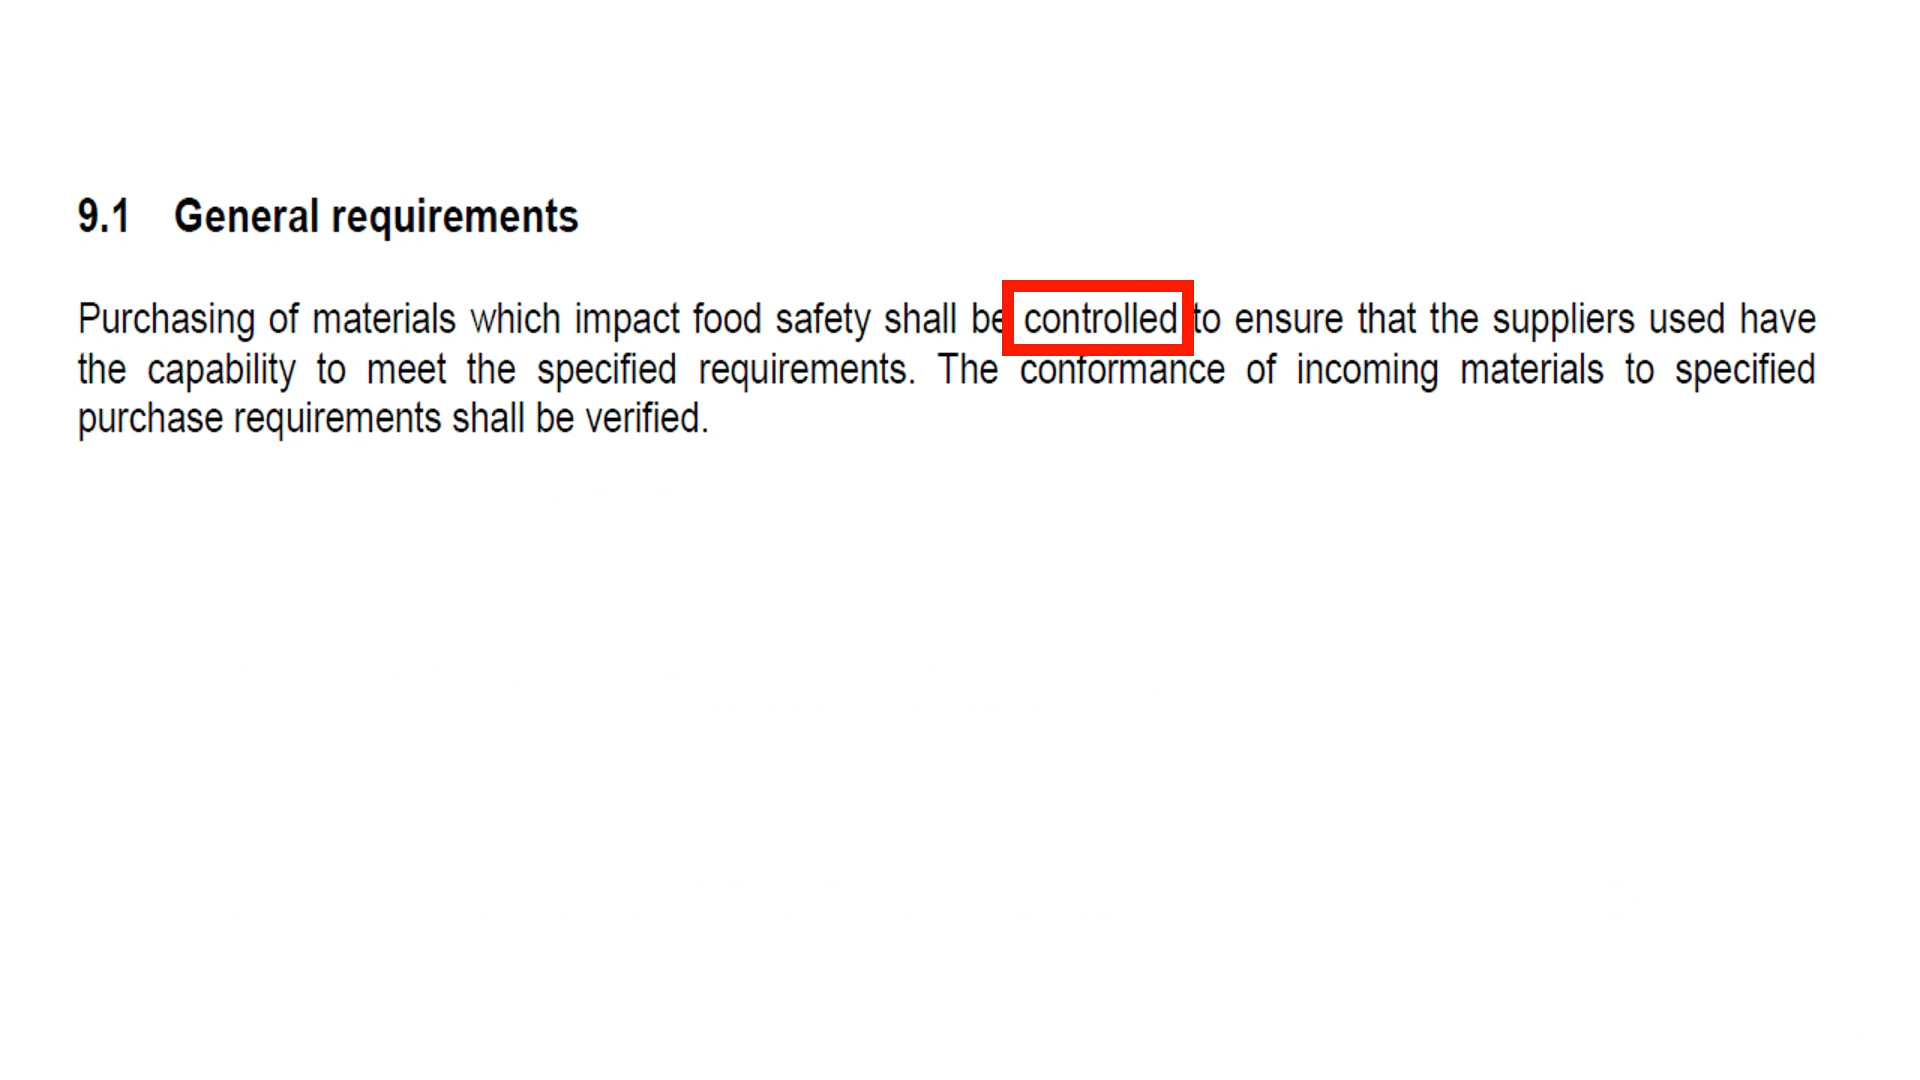 9.1 General requirements
Purchasing of materials which impact food safety shall be controlled to ensure that the suppliers used have
the capability to meet the specified requirements. The conformance of incoming materials to specified
purchase requirements shall be verified.